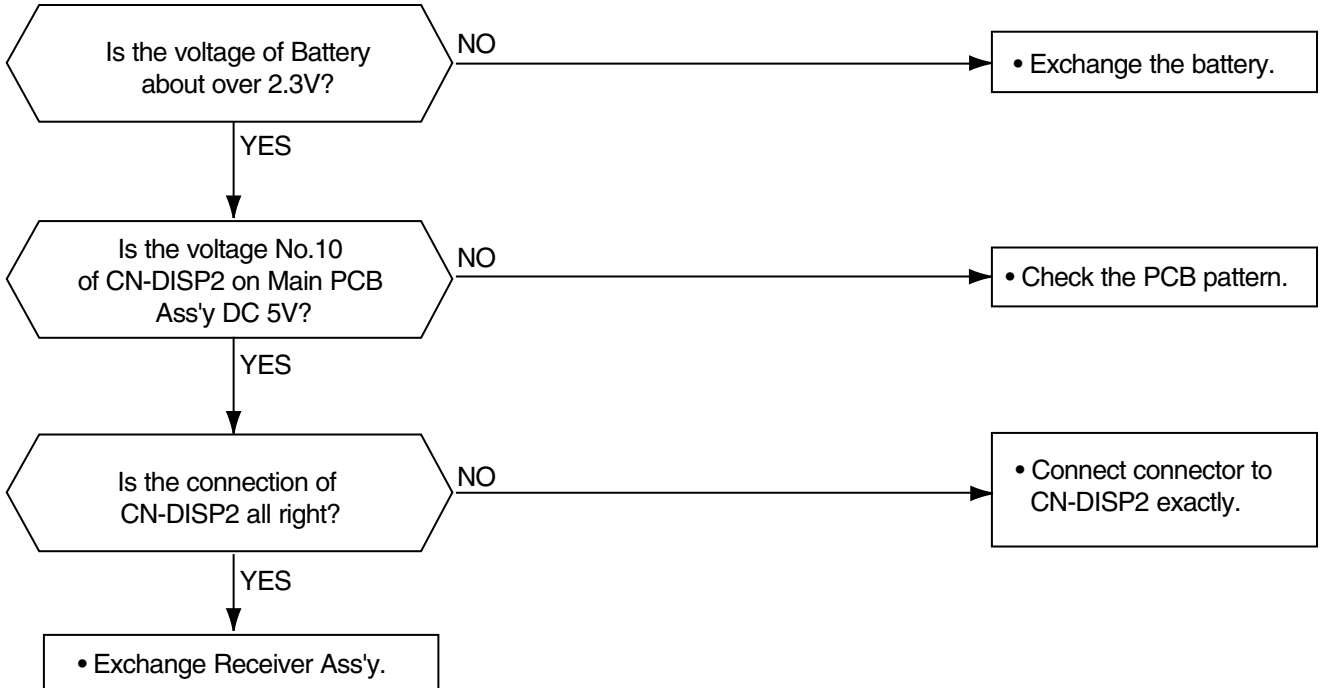 Is the voltage of Battery
about over 2.3V?
NO
• Exchange the battery.
YES
Is the voltage No.10
of CN-DISP2 on Main PCB
Ass'y DC 5V?
NO
• Check the PCB pattern.
YES
Is the connection of
CN-DISP2 all right?
NO
• Connect connector to
CN-DISP2 exactly.
YES
• Exchange Receiver Ass'y.